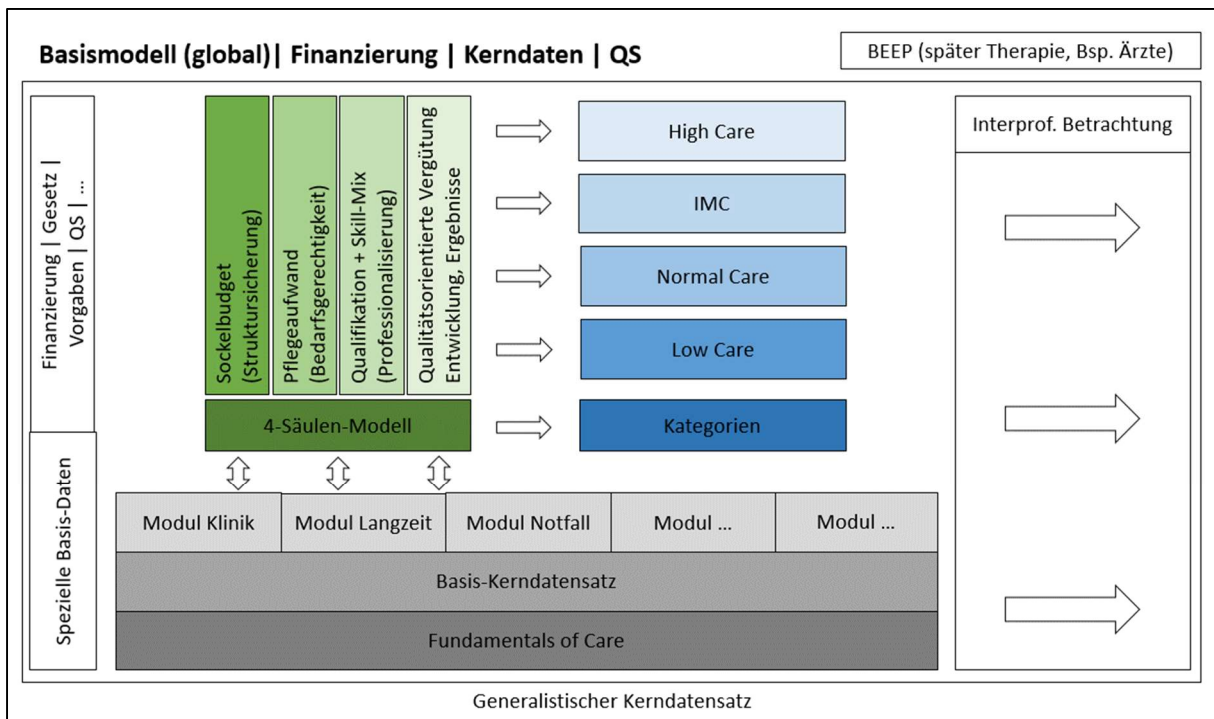 Basismodell (global)| Finanzierung | Kerndaten | QS
BEEP (später Therapie, Bsp. Ärzte)
Finanzierung | Gesetz |
Vorgaben | QS | ...
Spezielle Basis-Daten
Sockelbudget
(Struktursicherung)
Pflegeaufwand
(Bedarfsgerechtigkeit)
Qualifikation + Skill-Mix
(Professionalisierung)
Qualitätsorientierte Vergütung
Entwicklung, Ergebnisse
4-Säulen-Modell
High Care
IMC
Normal Care
Low Care
Kategorien
Interprof. Betrachtung
Modul Klinik
Modul Langzeit
Modul Notfall
Modul ...
Modul ...
Basis-Kerndatensatz
Fundamentals of Care
Generalistischer Kerndatensatz